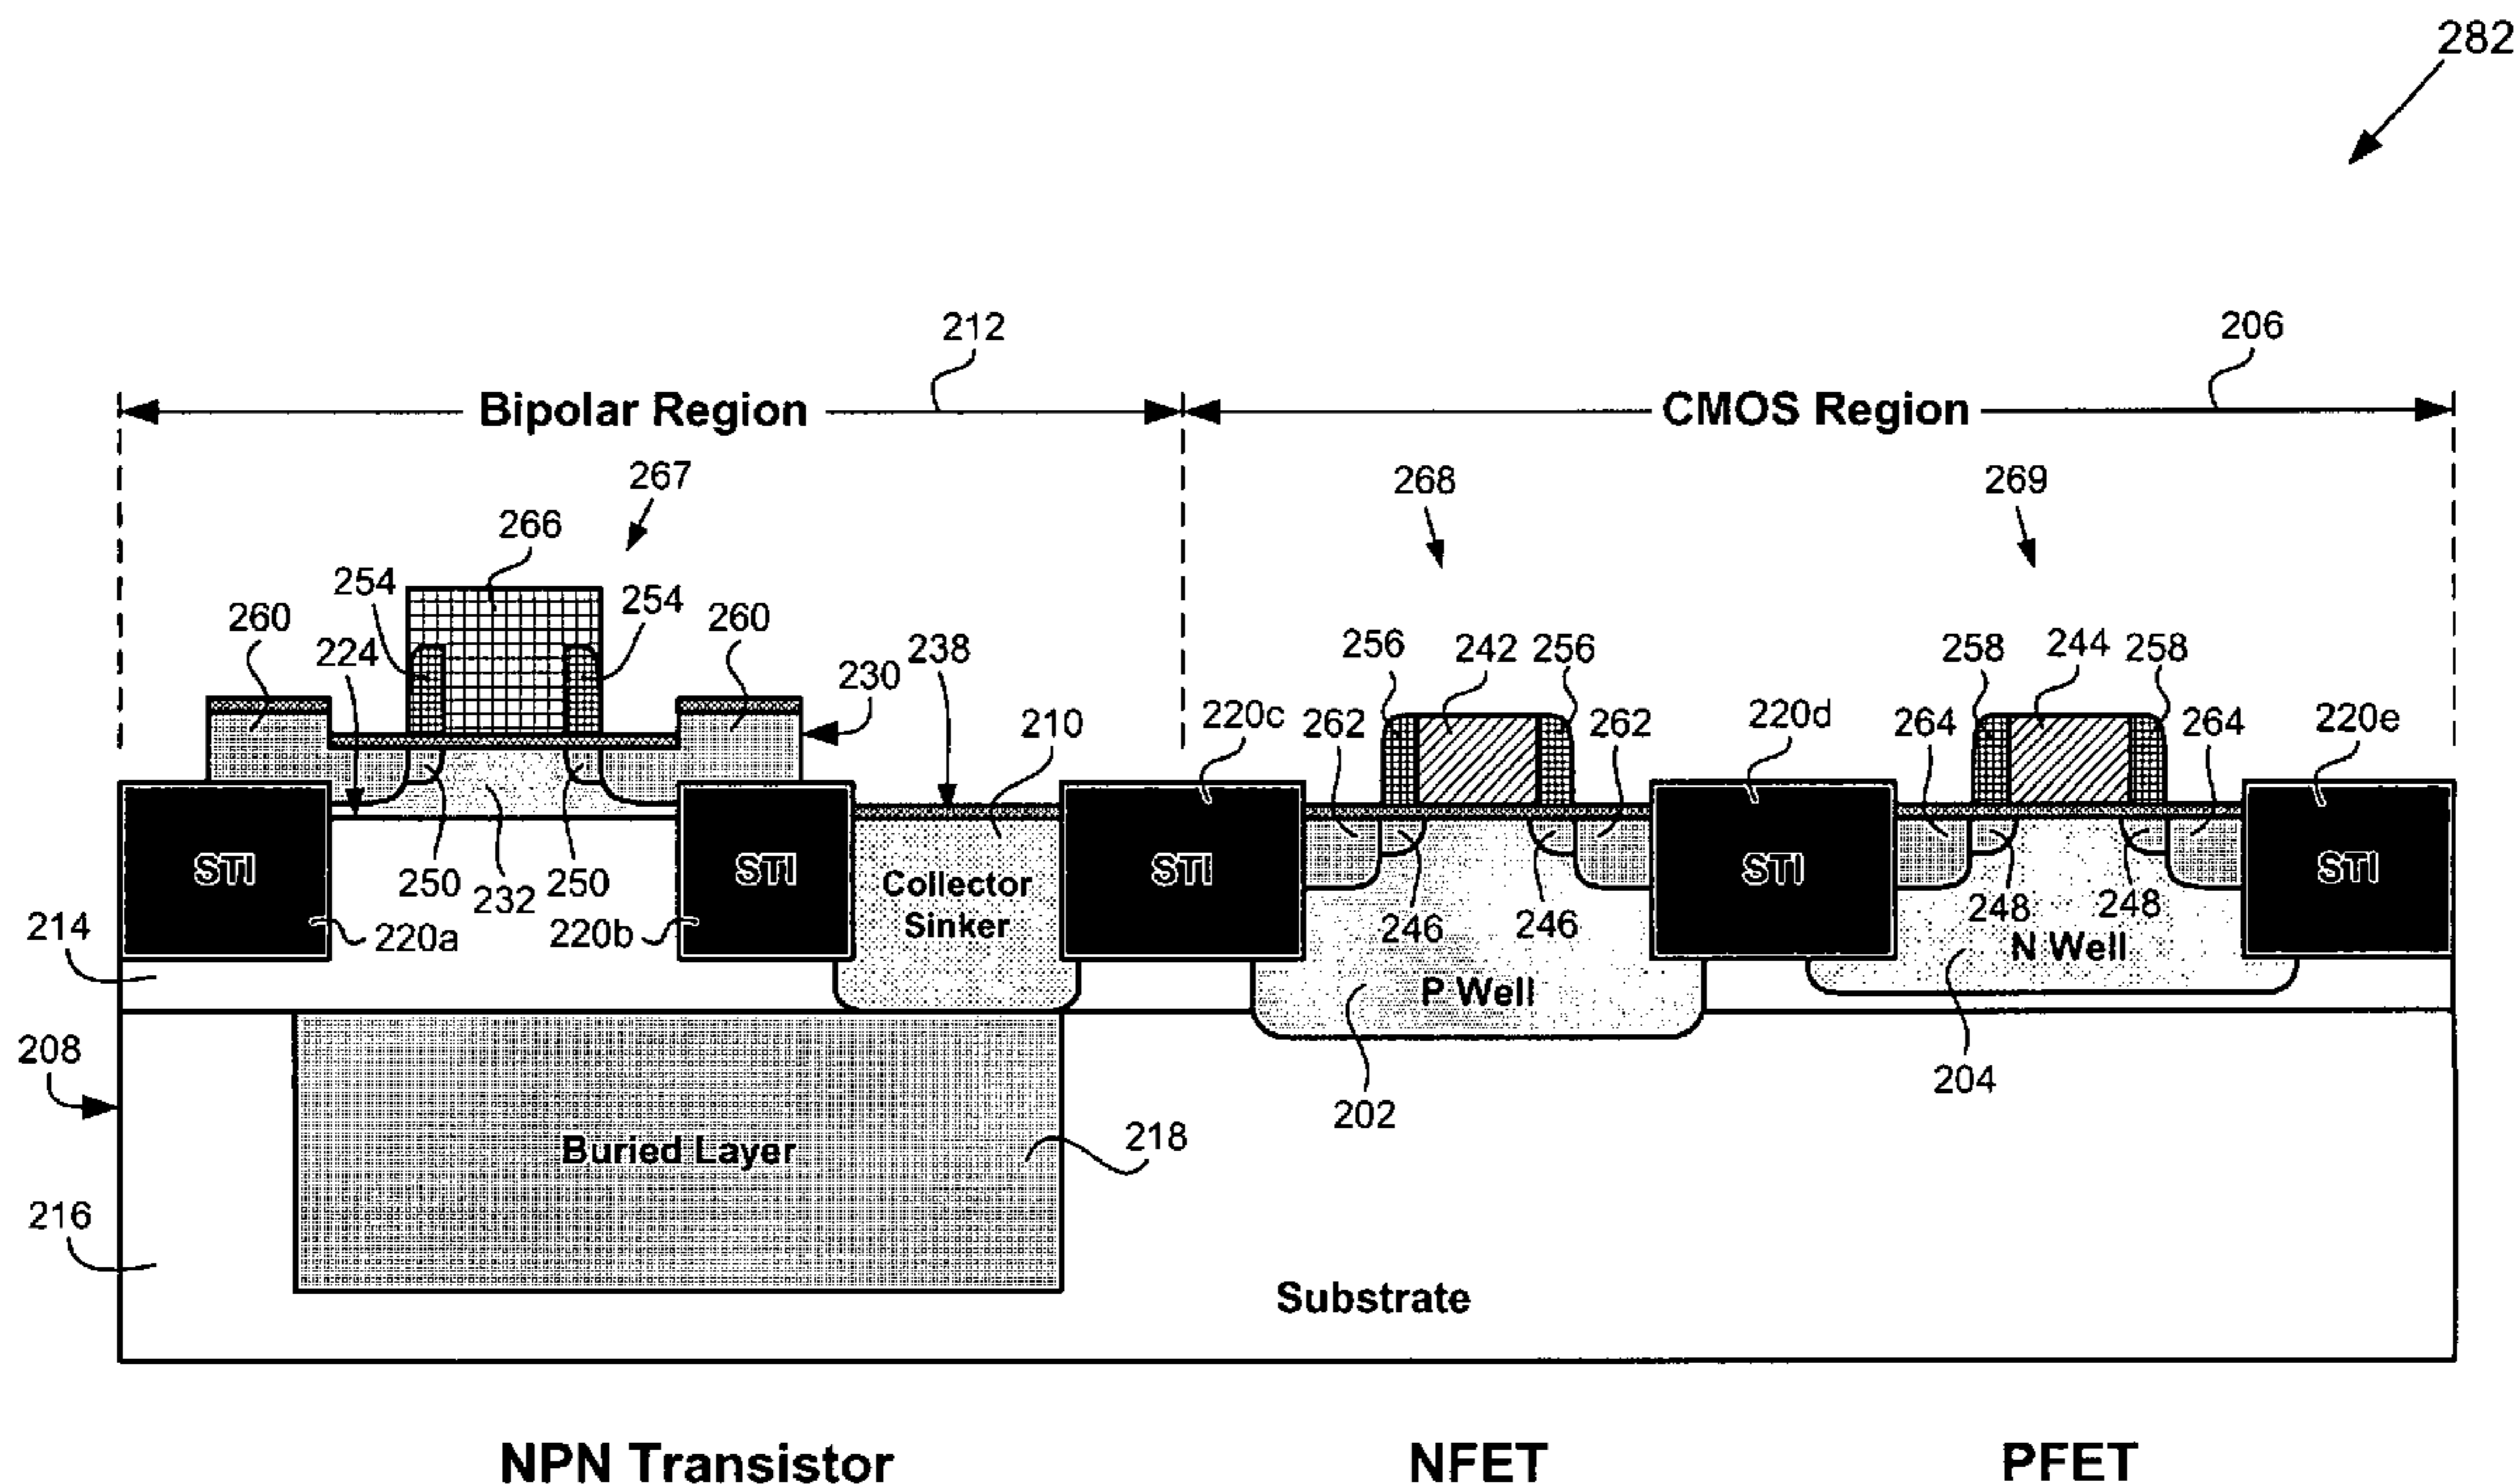 282
212
206
Bipolar Region
CMOS Region
267
268
269
266
254
254
260
260
224
230
238
256
242
256
258
244
258
210
220c
262
262
220d
264
264
220e
STI
STI
STI
STI
STI
250
232
250
Collector
Sinker
246
246
248
248
214
220a
220b
N Well
P Well
208
204
202
Buried Layer
218
216
Substrate
NPN Transistor
NFET
PFET